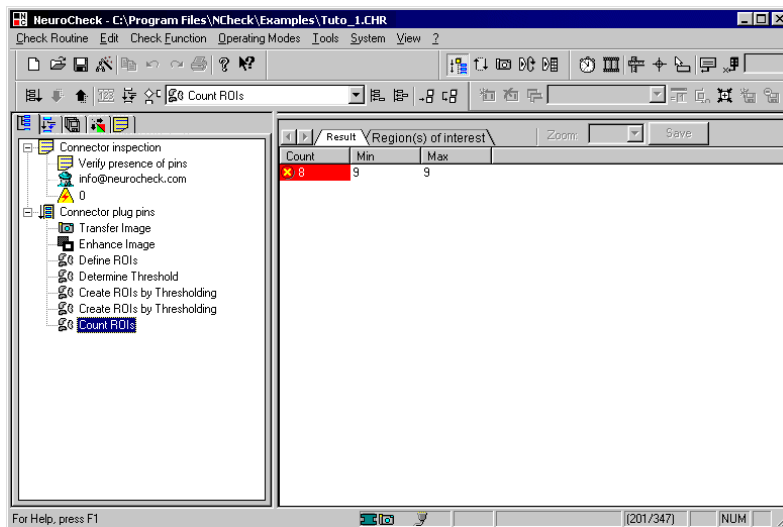 NeuroCheck - C:\Program Files\NCheck\Examples\Tuto_1.CHR
Check Routine Edit Check Function Operating Modes Tools System View ?
123 Count ROIs
Result Region(s) of interest Zoom: Save
Connector inspection
Verify presence of pins
info@neurocheck.com
0
Connector plug pins
Transfer Image
Enhance Image
Define ROIs
Determine Threshold
Create ROIs by Thresholding
Create ROIs by Thresholding
Count ROIs
Count Min Max
8 9 9
For Help, press F1 (201/347) NUM